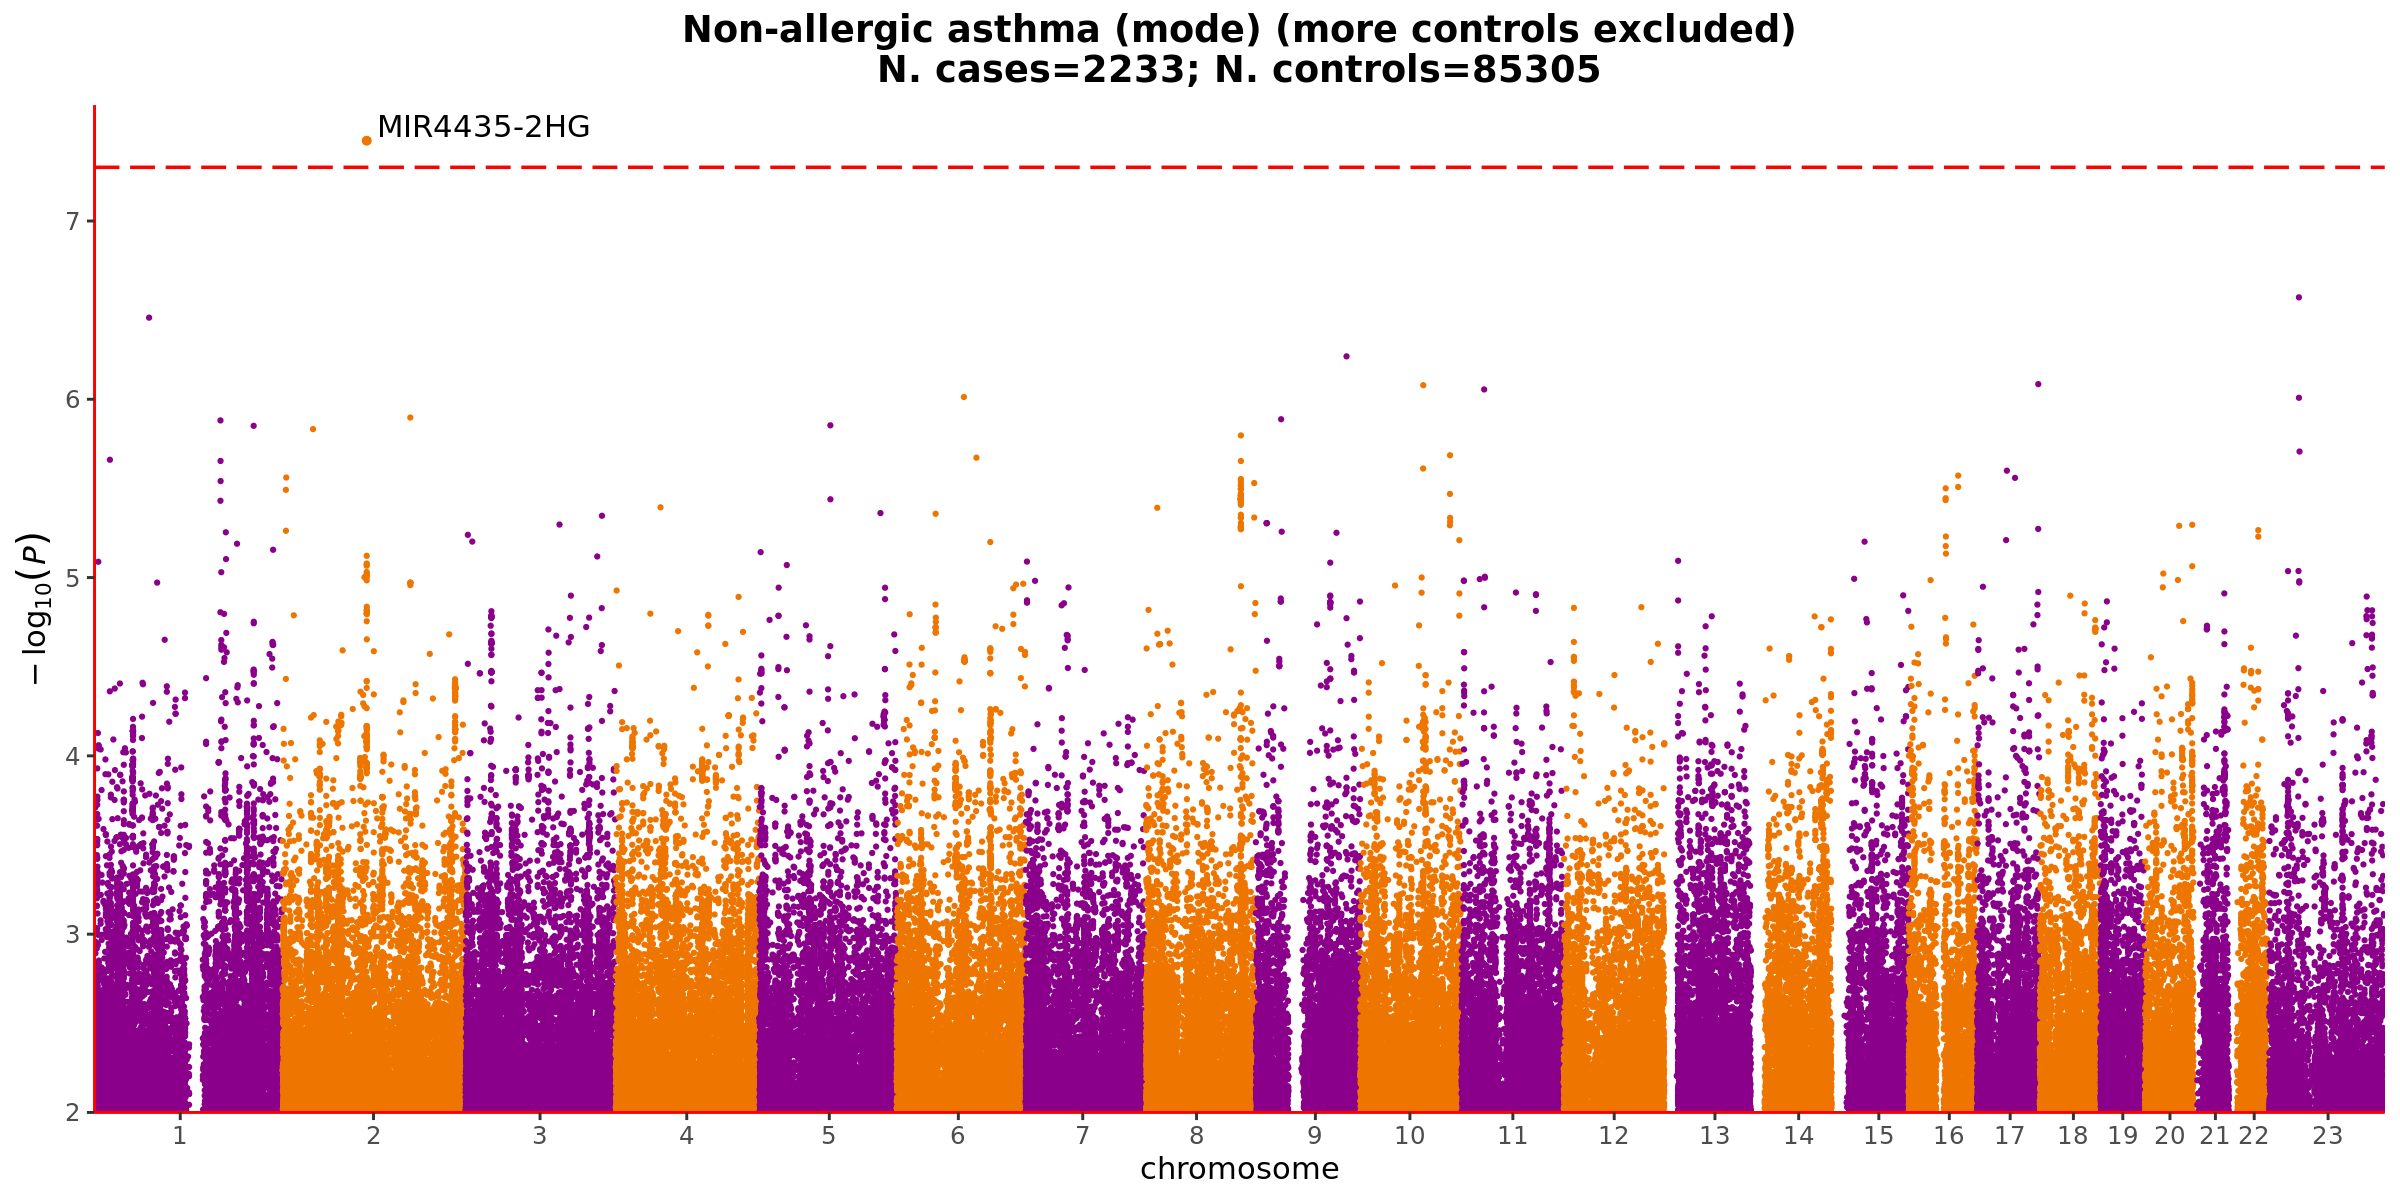 Non-allergic asthma (mode) (more controls excluded)
N. cases=2233; N. controls=85305
MIR4435-2HG
7
6
5
4
3
2
−log10(P)
1 2 3 4 5 6 7 8 9 10 11 12 13 14 15 16 17 18 19 20 21 22 23
chromosome